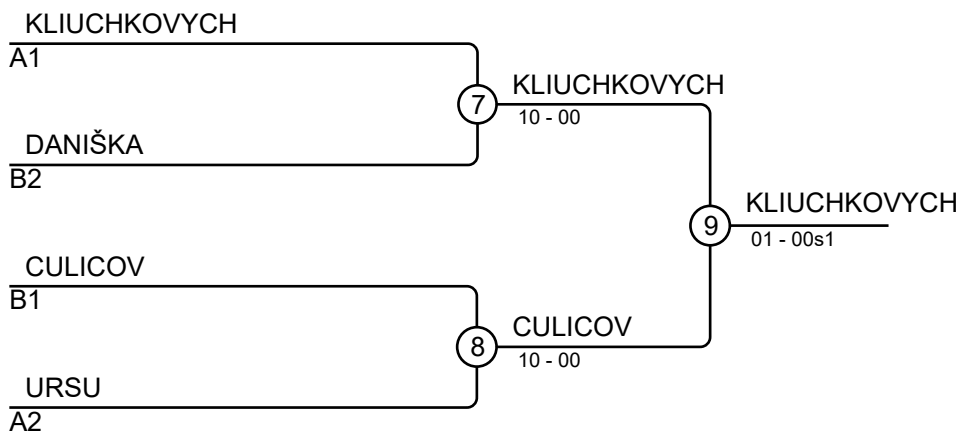 KLIUCHKOVYCH
A1
7
KLIUCHKOVYCH
10 - 00
DANIŠKA
B2
9
KLIUCHKOVYCH
01 - 00s1
CULICOV
B1
8
CULICOV
10 - 00
URSU
A2